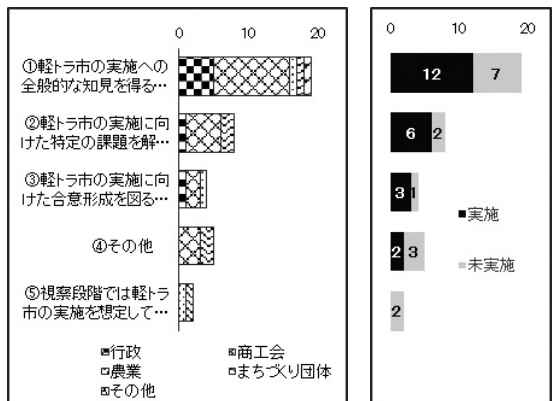 0 10 20
①軽トラ市の実施への
全般的な知見を得る…
②軽トラ市の実施に向
けた特定の課題を解…
③軽トラ市の実施に向
けた合意形成を図る…
④その他
⑤視察段階では軽トラ
市の実施を想定して…
行政 商工会
農業 まちづくり団体
その他
0 10 20
12 7
6 2
3 1
実施
2 3
未実施
2